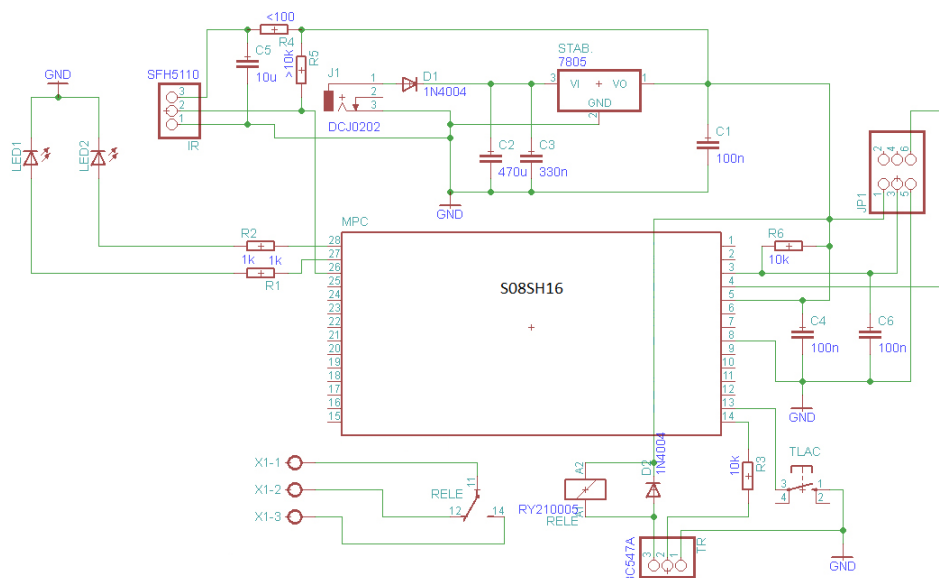 <100
R4
C5
10u
R5
>10k
GND
SFH5110
3
2
1
IR
J1
1
2
3
DCJ0202
D1
1N4004
STAB.
7805
3
VI
VO
1
GND
2
C2
470u
C3
330n
C1
100n
GND
LED1
LED2
2
4
6
1
3
5
JP1
MPC
R2
1k
1k
R1
28
27
26
25
24
23
22
21
20
19
18
17
16
15
S08SH16
1
2
3
4
5
6
7
8
9
10
11
12
13
14
R6
10k
C4
100n
C6
100n
GND
X1-1
X1-2
X1-3
11
RELE
12
14
A2
A1
RY210005
RELE
D2
1N4004
10k
R3
TLAC
3
4
1
2
3
2
1
TR
BC547A
GND